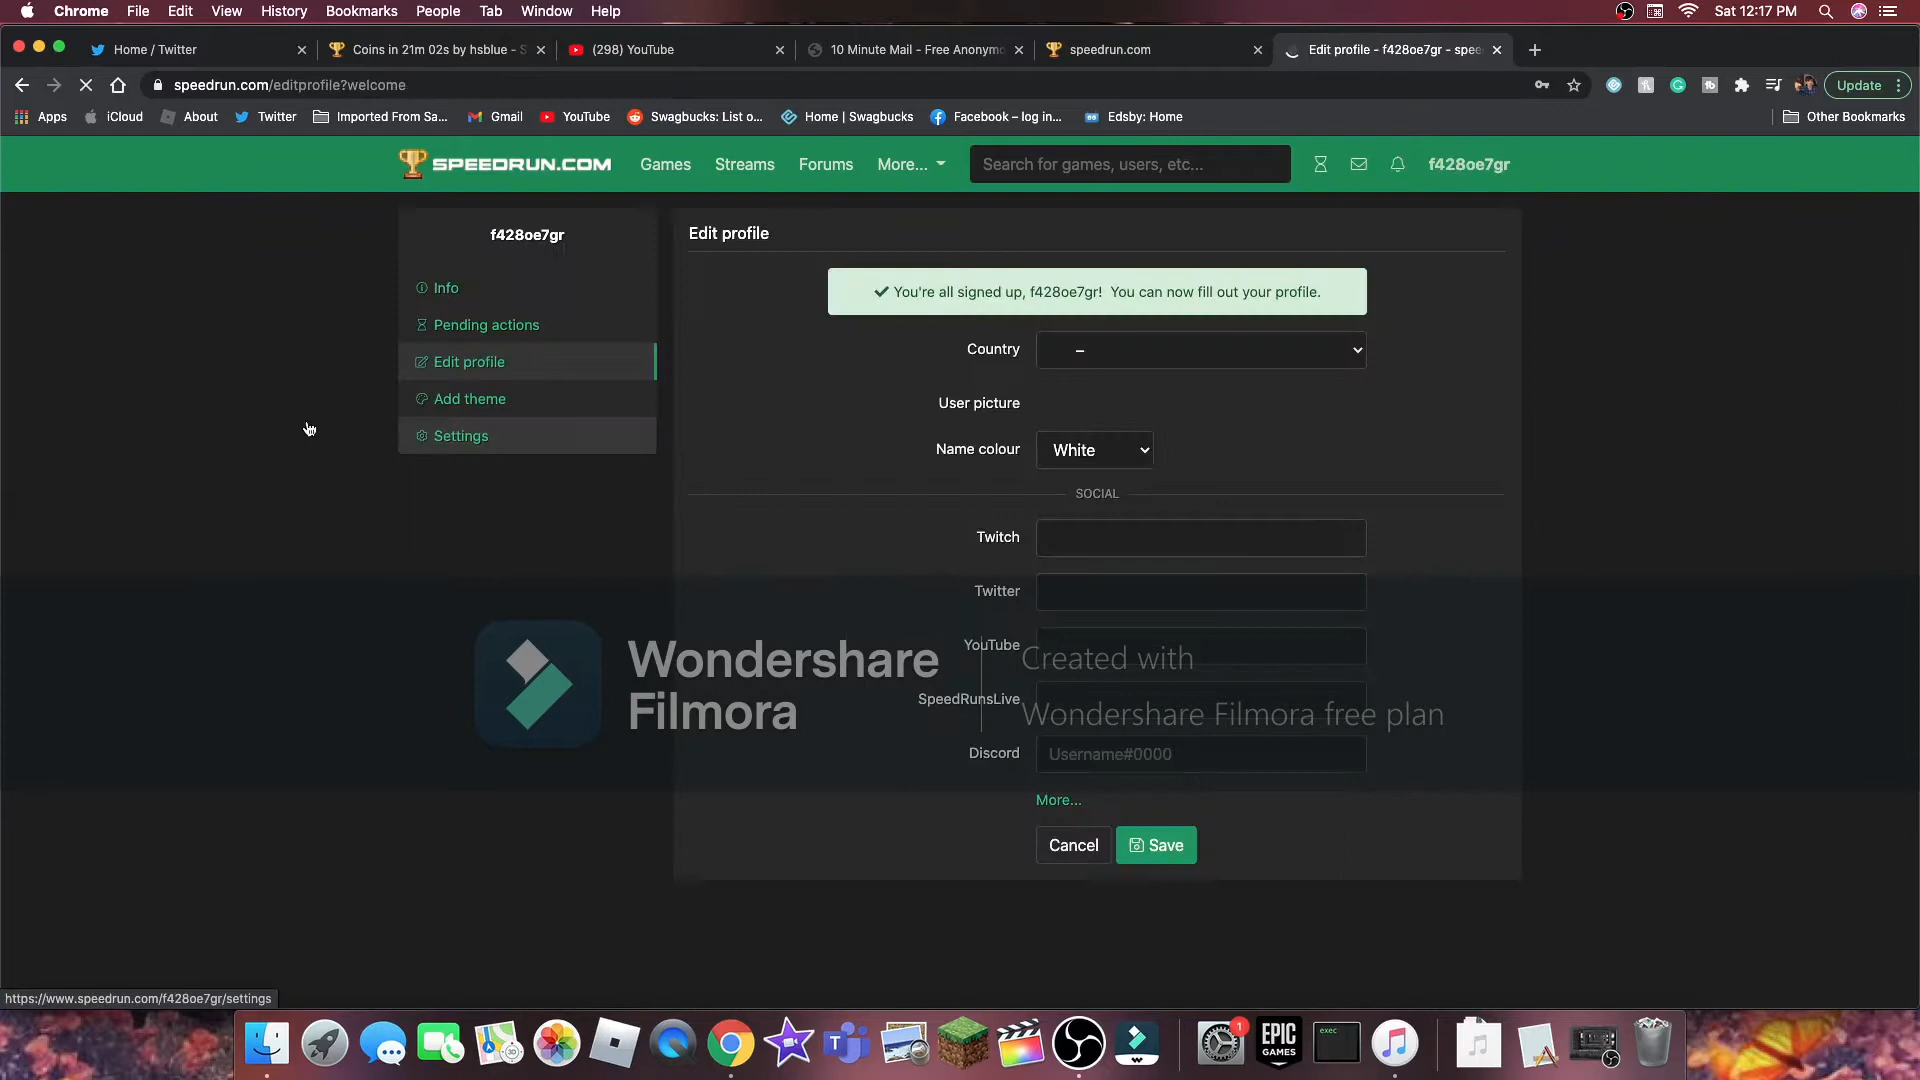 Chrome File Edit View History Bookmarks People Tab Window Help Sat 12:17 PM
Home / Twitter Coins in 21m 02s by hsblue - S (298) YouTube 10 Minute Mail - Free Anonymo speedrun.com Edit profile - f428oe7gr - spee
speedrun.com/editprofile?welcome Update
Apps iCloud About Twitter Imported From Sa... Gmail YouTube Swagbucks: List o... Home | Swagbucks Facebook – log in... Edsby: Home Other Bookmarks
SPEEDRUN.COM Games Streams Forums More... Search for games, users, etc... f428oe7gr
f428oe7gr
Info
Pending actions
Edit profile
Add theme
Settings
Edit profile
You're all signed up, f428oe7gr! You can now fill out your profile.
Country –
User picture
Name colour White
SOCIAL
Twitch
Twitter
YouTube
SpeedRunsLive
Discord Username#0000
More...
Cancel Save
Wondershare
Filmora
Created with
Wondershare Filmora free plan
https://www.speedrun.com/f428oe7gr/settings
1
EPIC
GAMES
exec